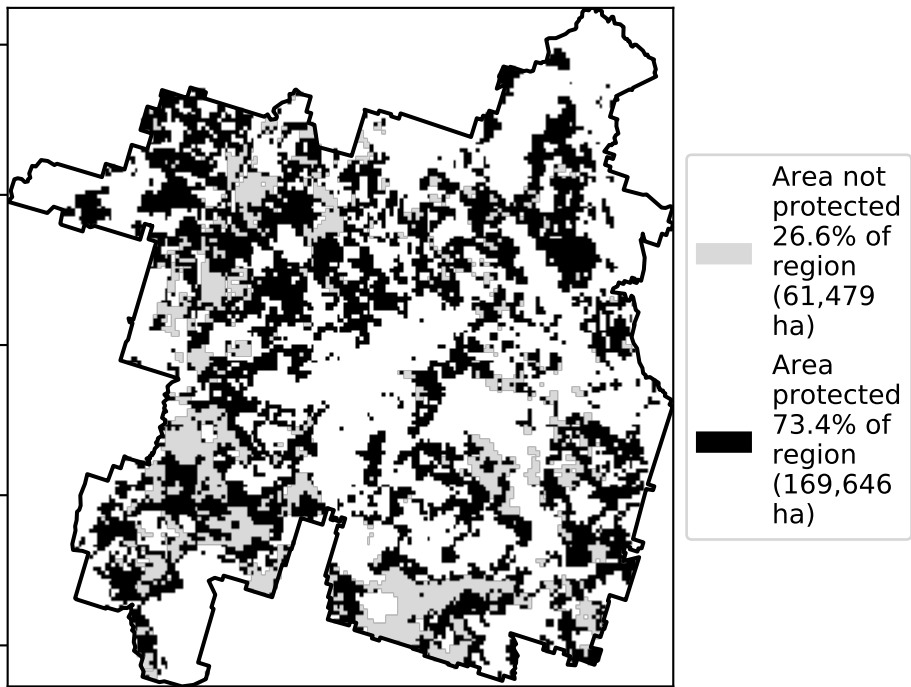 Area not
protected
26.6% of
region
(61,479
ha)
Area
protected
73.4% of
region
(169,646
ha)